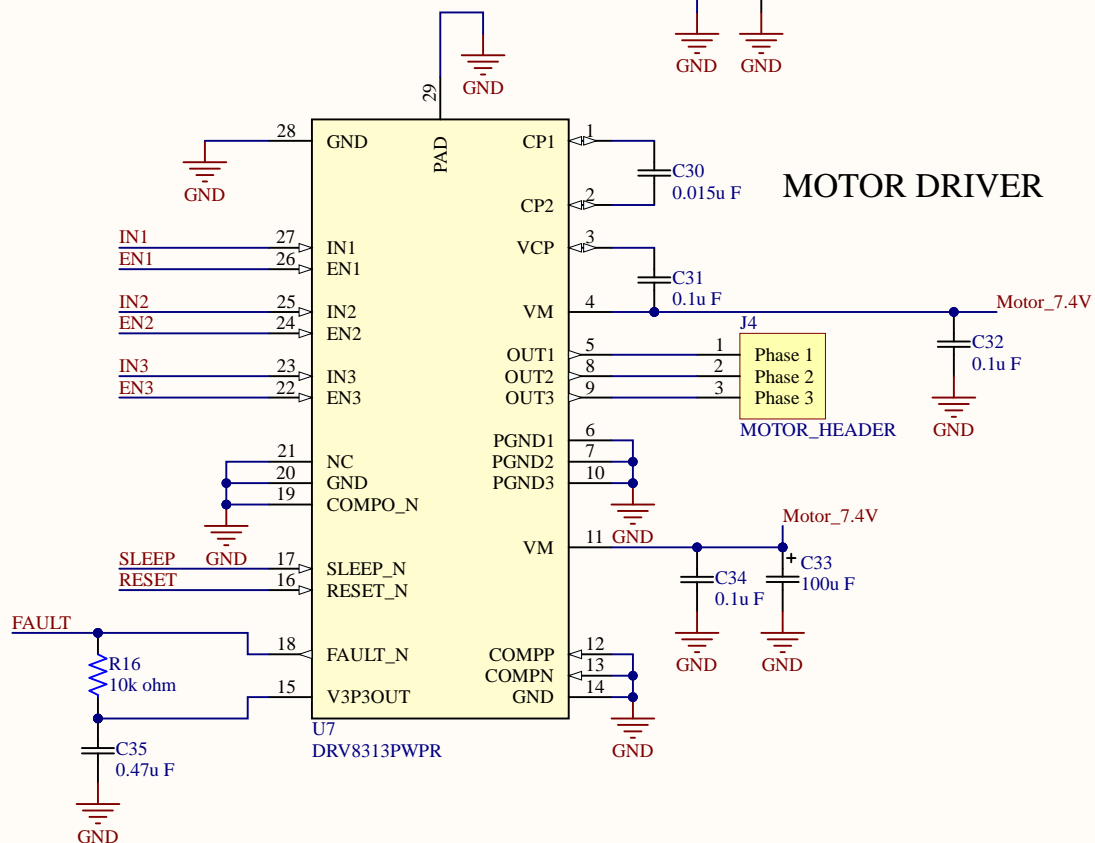 GND
GND
GND
29
PAD
28
GND
GND
CP1
1
C30
0.015u F
CP2
2
MOTOR DRIVER
IN1
27
IN1
EN1
26
EN1
VCP
3
C31
0.1u F
IN2
25
IN2
EN2
24
EN2
VM
4
Motor_7.4V
C32
0.1u F
GND
J4
OUT1
5
1
Phase 1
OUT2
8
2
Phase 2
OUT3
9
3
Phase 3
MOTOR_HEADER
IN3
23
IN3
EN3
22
EN3
PGND1
6
PGND2
7
PGND3
10
GND
21
NC
20
GND
19
COMPO_N
GND
Motor_7.4V
VM
11
+
C33
100u F
C34
0.1u F
GND
GND
SLEEP
17
SLEEP_N
RESET
16
RESET_N
FAULT
18
FAULT_N
R16
10k ohm
15
V3P3OUT
COMPP
12
COMPN
13
GND
14
GND
U7
DRV8313PWPR
C35
0.47u F
GND